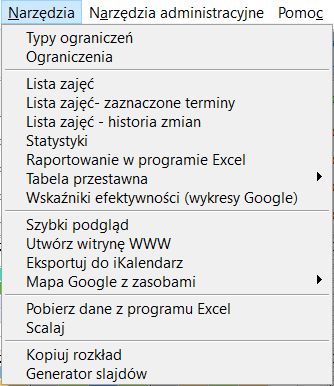 Narzędzia Narzędzia administracyjne Pomoc
Typy ograniczeń
Ograniczenia
Lista zajęć
Lista zajęć- zaznaczone terminy
Lista zajęć - historia zmian
Statystyki
Raportowanie w programie Excel
Tabela przestawna
Wskaźniki efektywności (wykresy Google)
Szybki podgląd
Utwórz witrynę WWW
Eksportuj do iKalendarz
Mapa Google z zasobami
Pobierz dane z programu Excel
Scalaj
Kopiuj rozkład
Generator slajdów